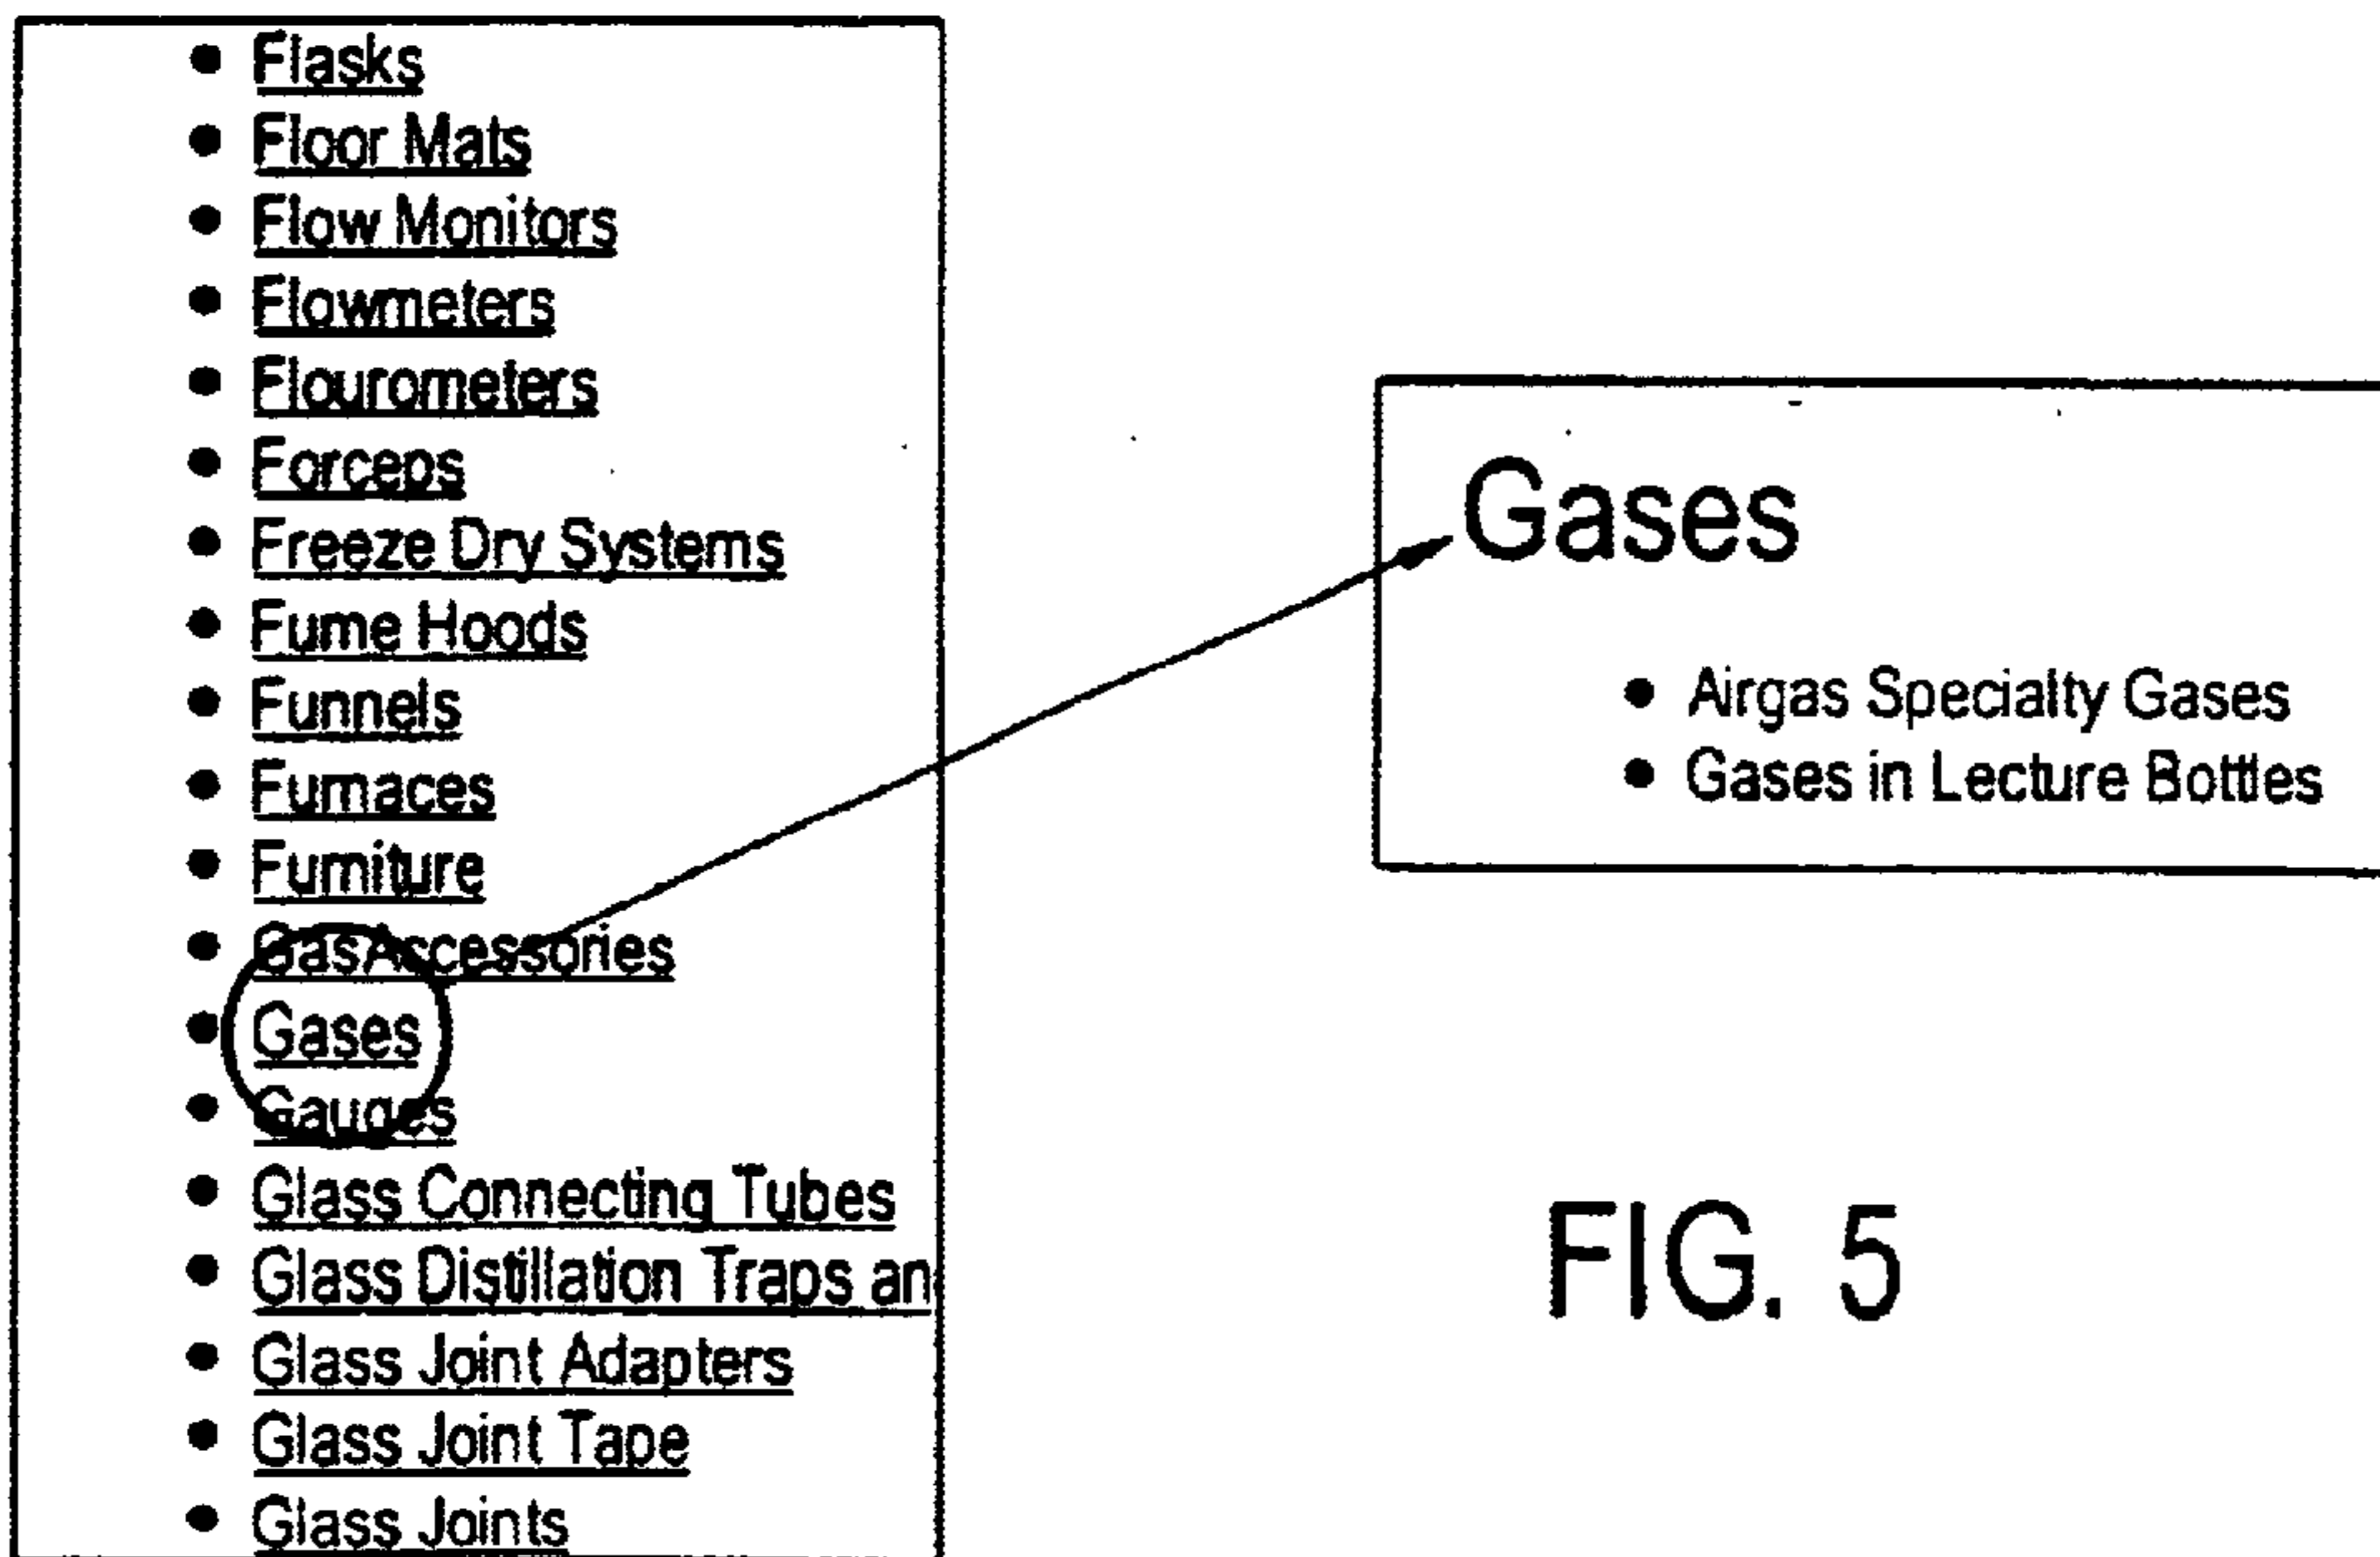 Flasks
Floor Mats
Flow Monitors
Flowmeters
Flourometers
Forceps
Freeze Dry Systems
Fume Hoods
Funnels
Furnaces
Furniture
Gas Accessories
Gases
Gauges
Glass Connecting Tubes
Glass Distillation Traps an
Glass Joint Adapters
Glass Joint Tape
Glass Joints
Gases
Airgas Specialty Gases
Gases in Lecture Bottles
FIG. 5